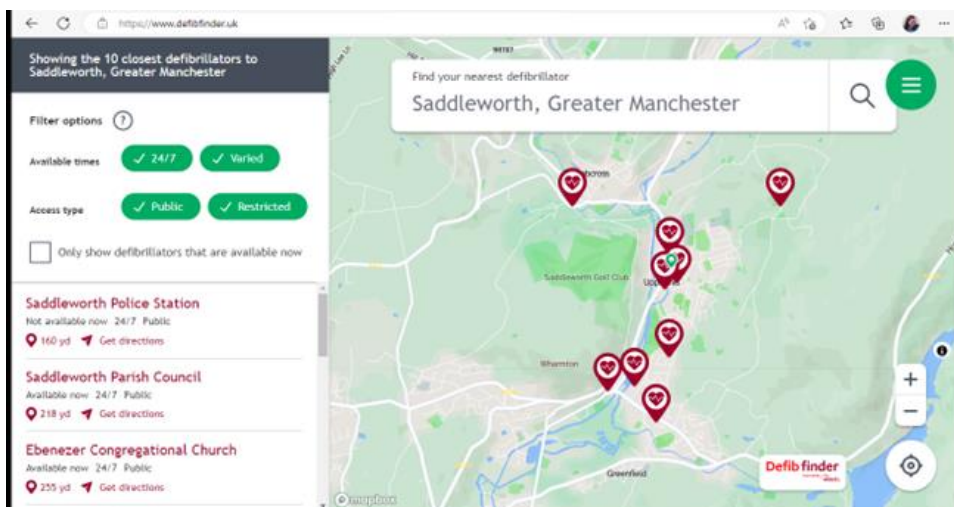 https://www.defibfinder.uk
Showing the 10 closest defibrillators to
Saddleworth, Greater Manchester
Filter options ?
Available times 24/7 Varied
Access type Public Restricted
Only show defibrillators that are available now
Saddleworth Police Station
Not available now 24/7 Public
160 yd Get directions
Saddleworth Parish Council
Available now 24/7 Public
218 yd Get directions
Ebenezer Congregational Church
Available now 24/7 Public
255 yd Get directions
Find your nearest defibrillator
Saddleworth, Greater Manchester
Saddleworth Golf Club
Wharmton
Greenfield
+
−
Defib finder
mapbox